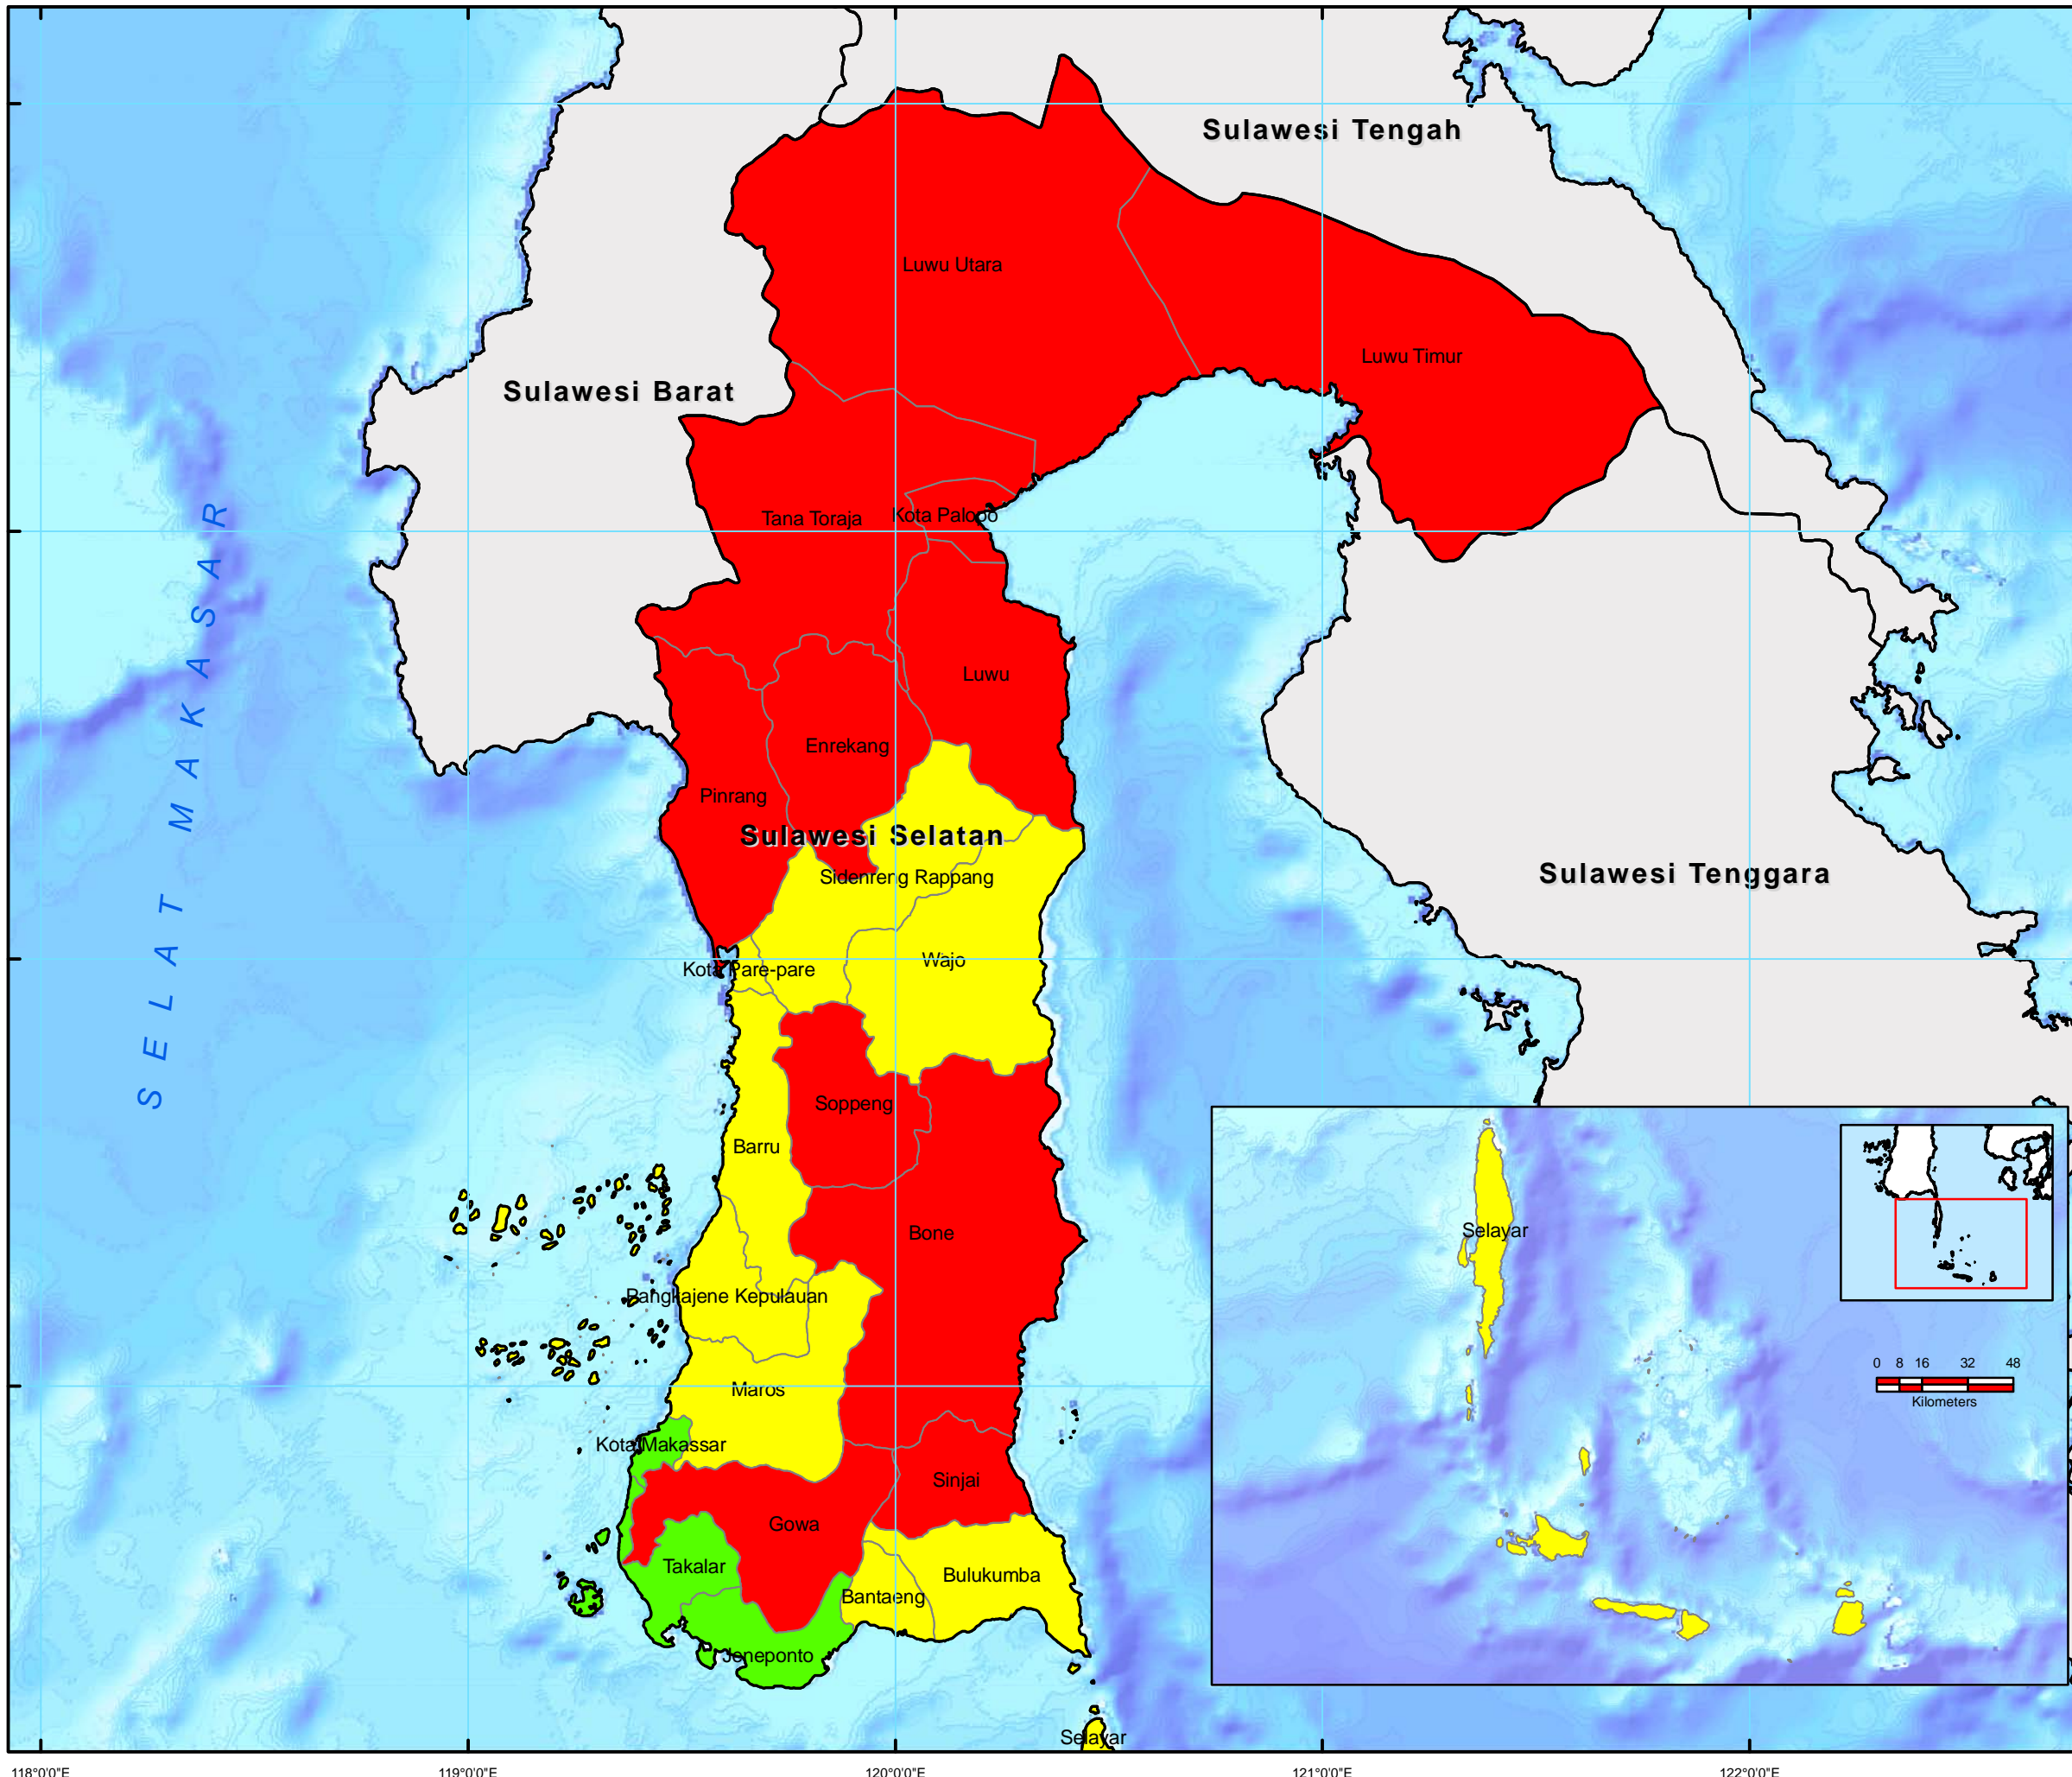 Sulawesi Tengah
Luwu Utara
Luwu Timur
Sulawesi Barat
Tana Toraja
Kota Palopo
SELAT MAKASAR
Luwu
Enrekang
Pinrang
Sulawesi Selatan
Sidenreng Rappang
Sulawesi Tenggara
Wajo
Kota Pare-pare
Soppeng
Barru
Bone
Selayar
Pangkajene Kepulauan
0 8 16 32 48
Kilometers
Maros
Kota Makassar
Sinjai
Gowa
Takalar
Bulukumba
Bantaeng
Jeneponto
Selayar
118°0'0"E 119°0'0"E 120°0'0"E 121°0'0"E 122°0'0"E